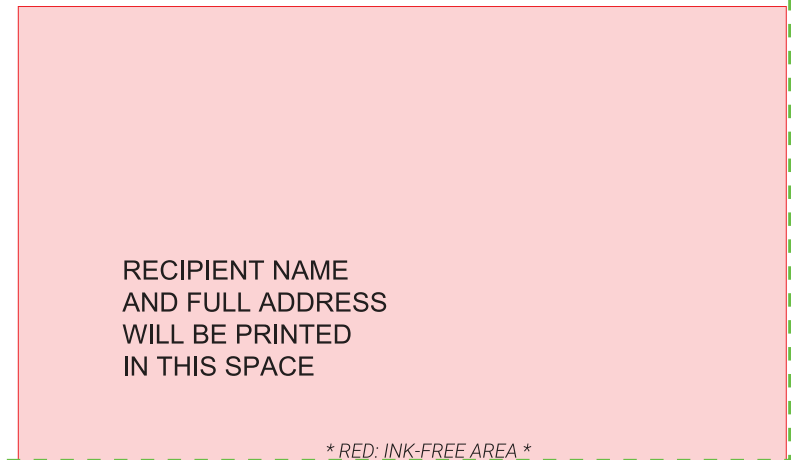 RECIPIENT NAME
AND FULL ADDRESS
WILL BE PRINTED
IN THIS SPACE
* RED: INK-FREE AREA *